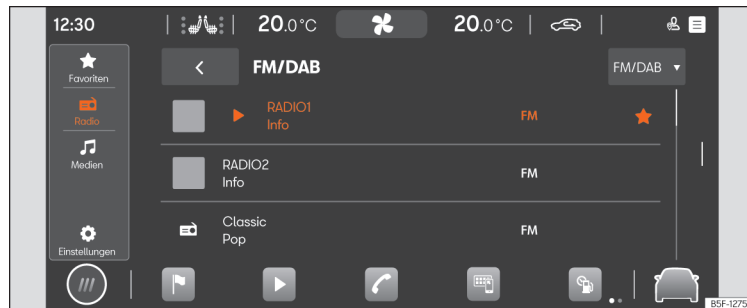 12:30
20.0°C
20.0°C
Favoriten
Radio
Medien
Einstellungen
FM/DAB
FM/DAB
RADIO1
Info
FM
RADIO2
Info
FM
Classic
Pop
FM
B5F-1275